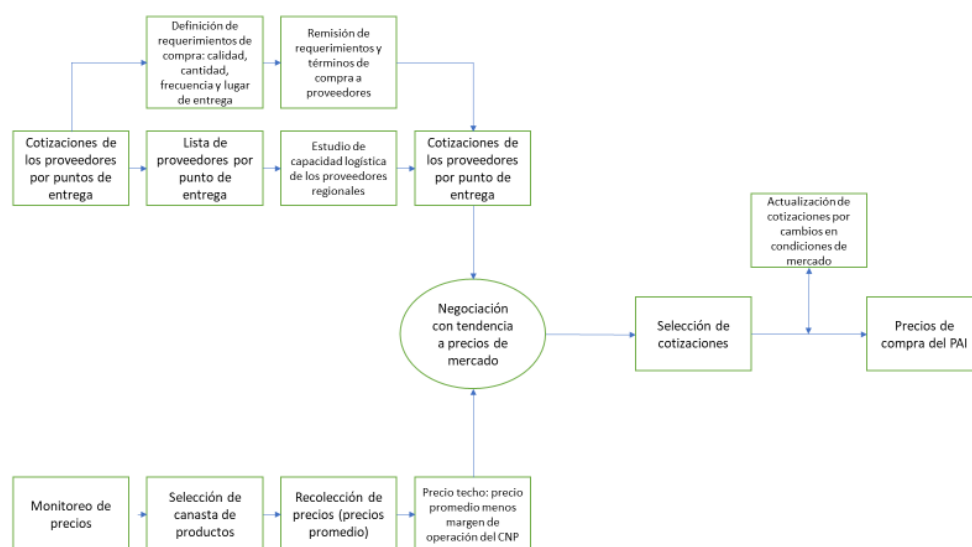 Definición de
requerimientos de
compra: calidad,
cantidad,
frecuencia y lugar
de entrega
Remisión de
requerimientos y
términos de
compra a
proveedores
Cotizaciones de
los proveedores
por puntos de
entrega
Lista de
proveedores por
punto de
entrega
Estudio de
capacidad logística
de los proveedores
regionales
Cotizaciones de
los proveedores
por punto de
entrega
Actualización de
cotizaciones por
cambios en
condiciones de
mercado
Negociación
con tendencia
a precios de
mercado
Selección de
cotizaciones
Precios de
compra del PAI
Monitoreo de
precios
Selección de
canasta de
productos
Recolección de
precios (precios
promedio)
Precio techo: precio
promedio menos
margen de
operación del CNP